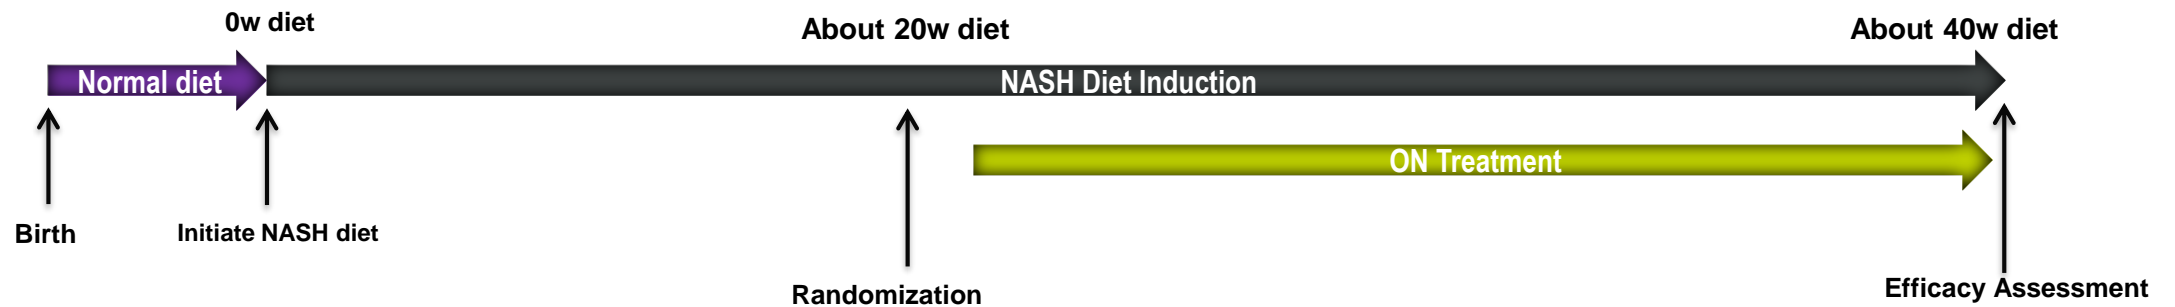 0w diet
About 20w diet
About 40w diet
Normal diet
NASH Diet Induction
ON Treatment
Birth
Initiate NASH diet
Randomization
Efficacy Assessment